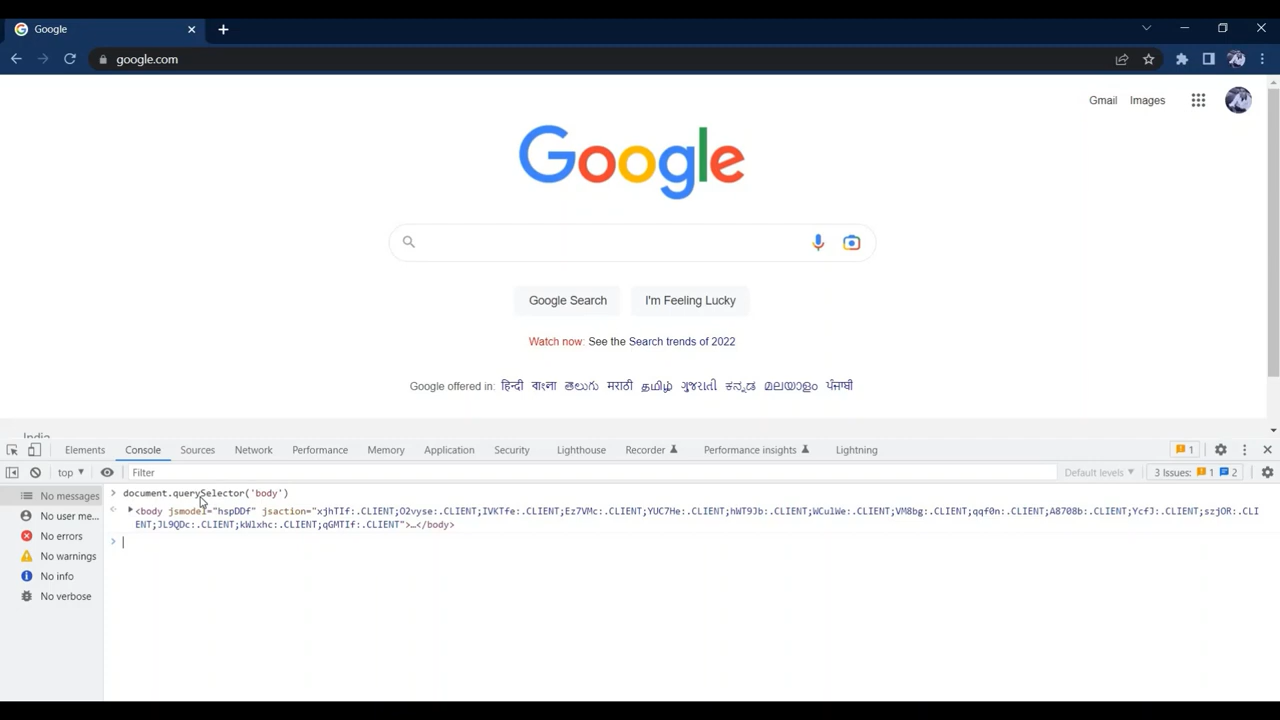 Google
google.com
Gmail Images
Google
Google Search I'm Feeling Lucky
Watch now: See the Search trends of 2022
Google offered in: हिन्दी বাংলা తెలుగు मराठी தமிழ் ગુજરાતી ಕನ್ನಡ മലയാളം ਪੰਜਾਬੀ
India
Elements Console Sources Network Performance Memory Application Security Lighthouse Recorder Performance insights Lightning 1
top Filter Default levels 3 Issues: 1 2
No messages
No user me...
No errors
No warnings
No info
No verbose
> document.querySelector('body')
<body jsmodel="hspDDf" jsaction="xjhTIf:.CLIENT;O2vyse:.CLIENT;IVKTfe:.CLIENT;Ez7VMc:.CLIENT;YUC7He:.CLIENT;hWT9Jb:.CLIENT;WCulWe:.CLIENT;VM8bg:.CLIENT;qqf0n:.CLIENT;A8708b:.CLIENT;YcfJ:.CLIENT;szjOR:.CLI
ENT;JL9QDc:.CLIENT;kWlxhc:.CLIENT;qGMTIf:.CLIENT">…</body>
>